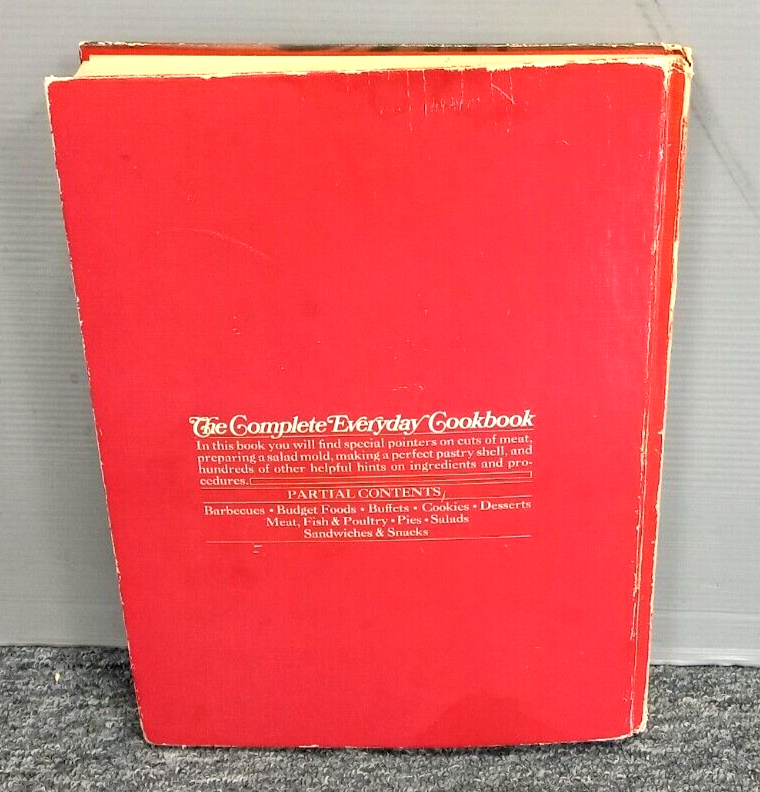 The Complete Everyday Cookbook
In this book you will find special pointers on cuts of meat,
preparing a salad mold, making a perfect pastry shell, and
hundreds of other helpful hints on ingredients and pro-
cedures.
PARTIAL CONTENTS
Barbecues • Budget Foods • Buffets • Cookies • Desserts
Meat, Fish & Poultry • Pies • Salads
Sandwiches & Snacks